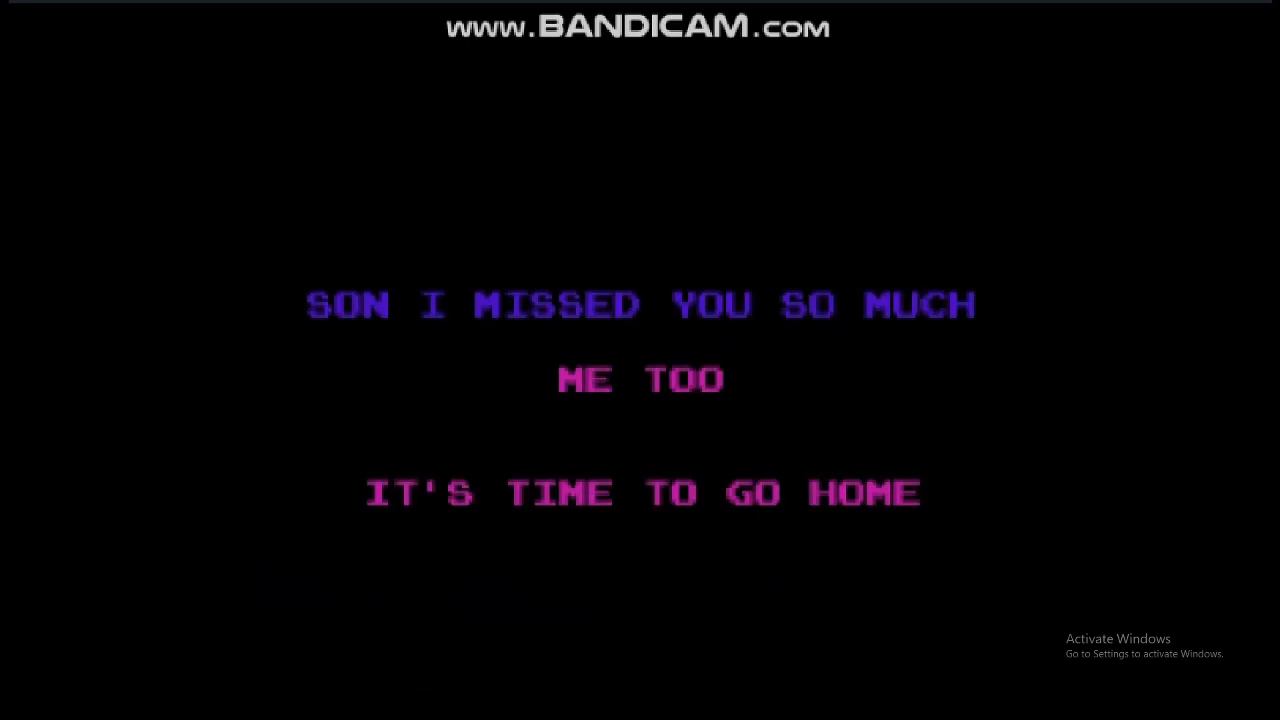 www.BANDICAM.com
SON I MISSED YOU SO MUCH
ME TOO
IT'S TIME TO GO HOME
Activate Windows
Go to Settings to activate Windows.